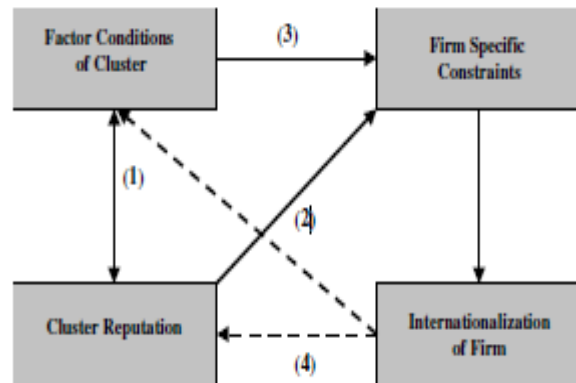 Factor Conditions
of Cluster
(3)
Firm Specific
Constraints
(1)
(2)
Cluster Reputation
(4)
Internationalization
of Firm